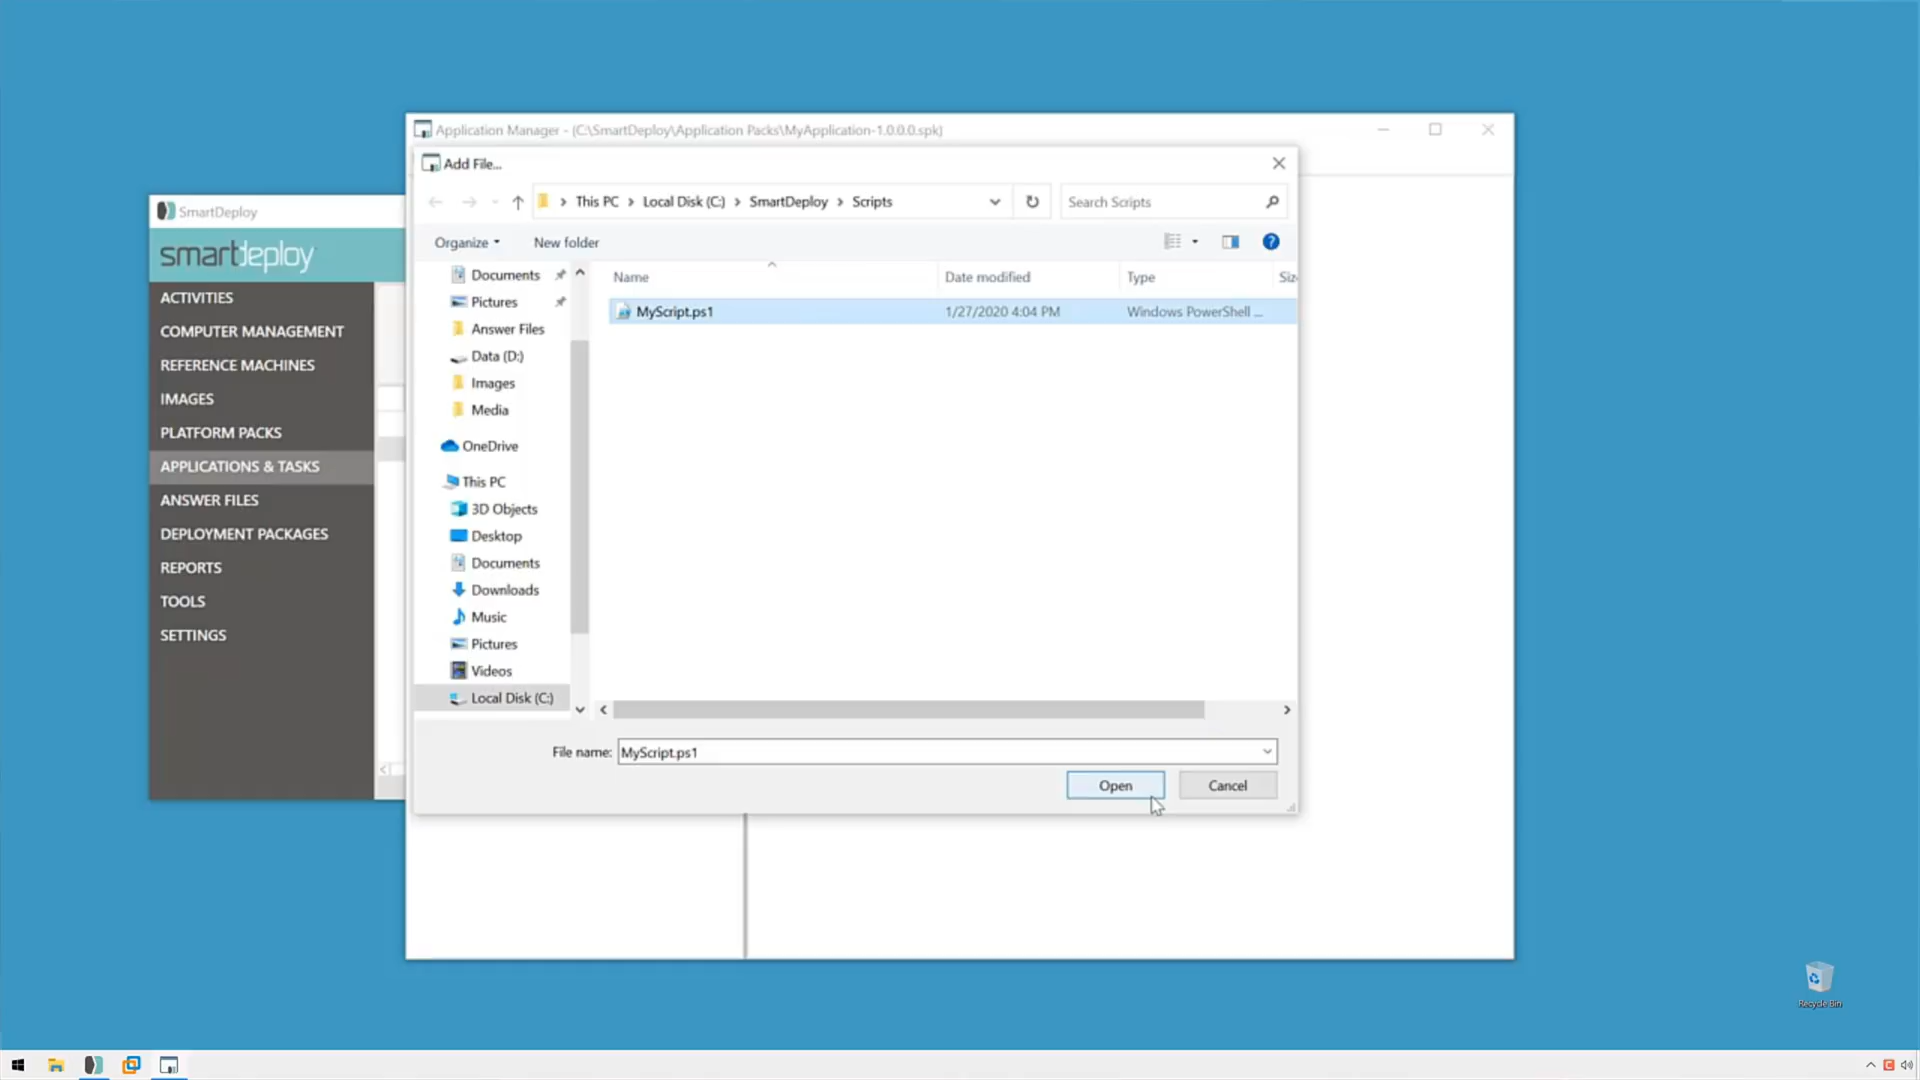 Application Manager - (C:\SmartDeploy\Application Packs\MyApplication-1.0.0.0.spk)
Add File...
This PC > Local Disk (C:) > SmartDeploy > Scripts
Search Scripts
Organize
New folder
SmartDeploy
smartdeploy
ACTIVITIES
COMPUTER MANAGEMENT
REFERENCE MACHINES
IMAGES
PLATFORM PACKS
APPLICATIONS & TASKS
ANSWER FILES
DEPLOYMENT PACKAGES
REPORTS
TOOLS
SETTINGS
Documents
Pictures
Answer Files
Data (D:)
Images
Media
OneDrive
This PC
3D Objects
Desktop
Documents
Downloads
Music
Pictures
Videos
Local Disk (C:)
Name Date modified Type Siz
MyScript.ps1 1/27/2020 4:04 PM Windows PowerShell ...
File name: MyScript.ps1
Open Cancel
Recycle Bin